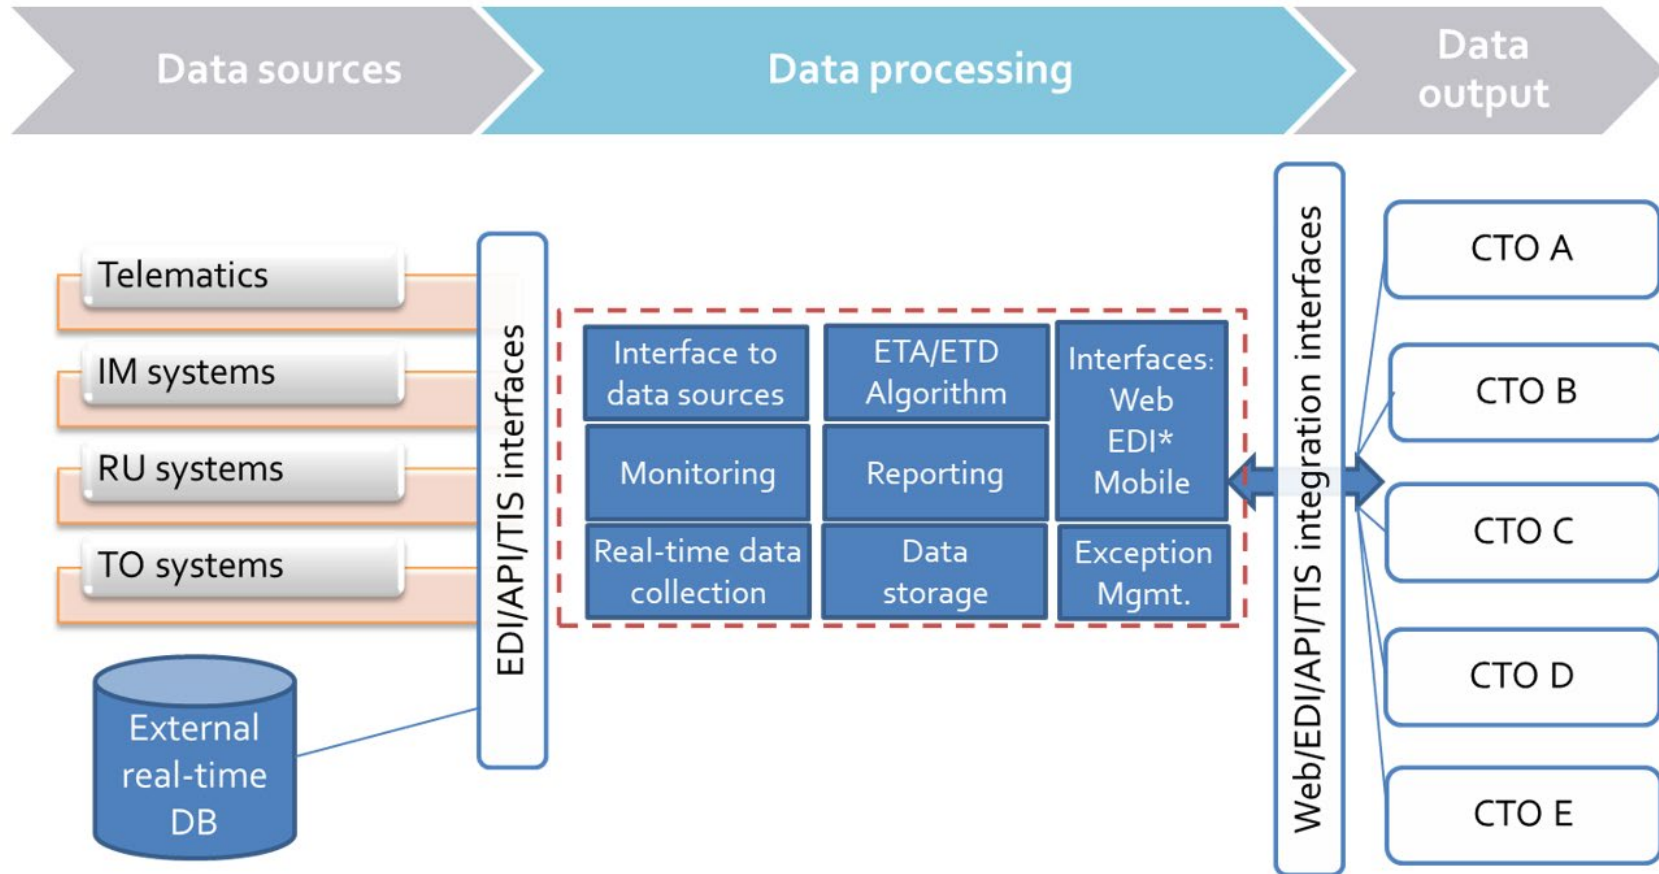 Data sources
Data processing
Data
output
Telematics
IM systems
RU systems
TO systems
External
real-time
DB
EDI/API/TIS interfaces
Interface to
data sources
Monitoring
Real-time data
collection
ETA/ETD
Algorithm
Reporting
Data
storage
Interfaces:
Web
EDI*
Mobile
Exception
Mgmt.
Web/EDI/API/TIS integration interfaces
CTO A
CTO B
CTO C
CTO D
CTO E